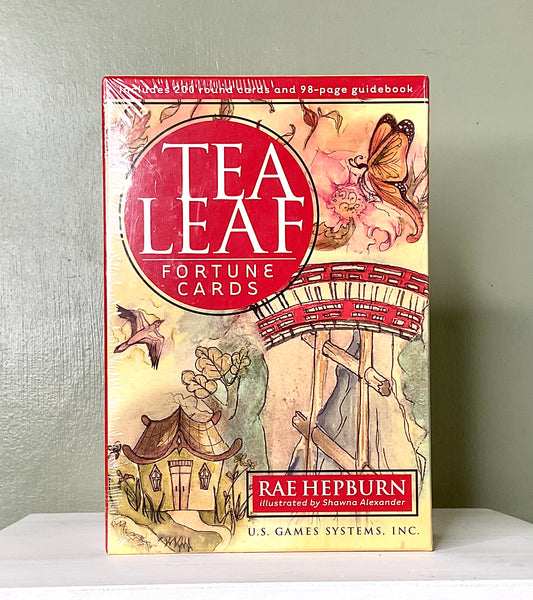 Includes 200 round cards and 98-page guidebook
TEA
LEAF
FORTUNE
CARDS
RAE HEPBURN
illustrated by Shawna Alexander
U.S. GAMES SYSTEMS, INC.